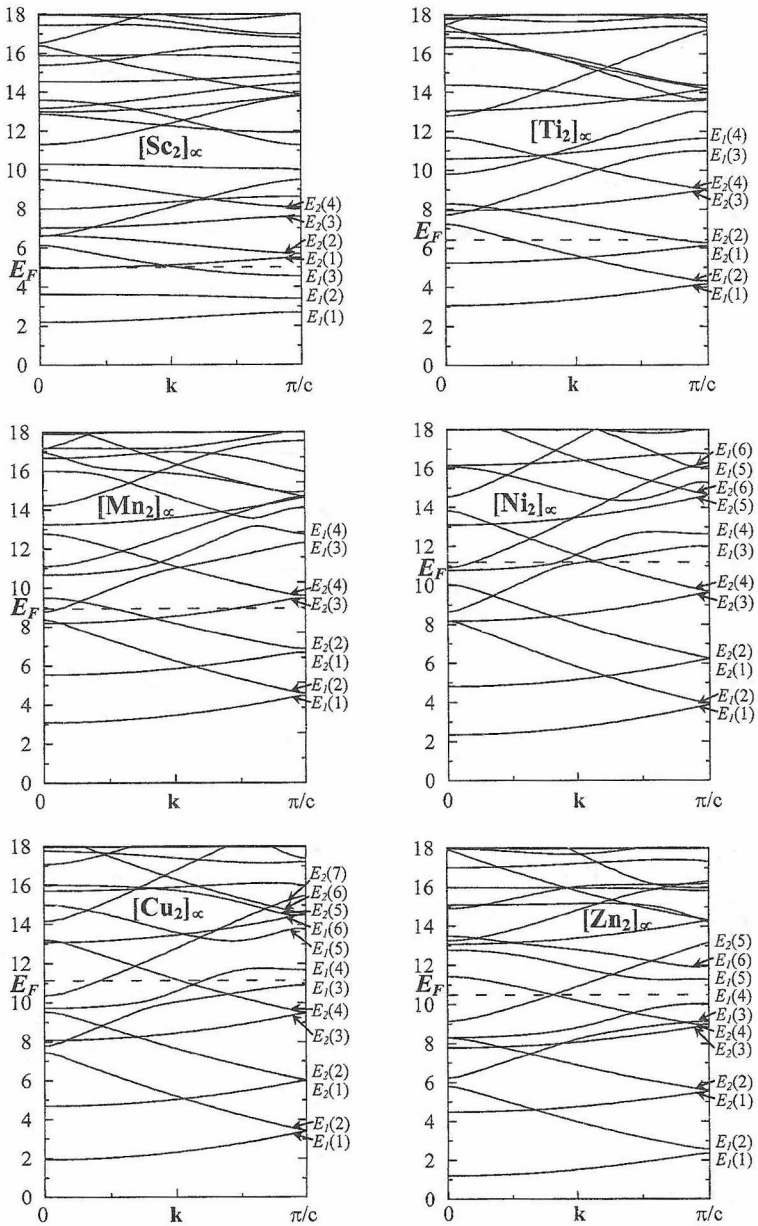 18
16
14
12
10
8
6
E_F
4
2
0
[Sc₂]∝
E₂(4)
E₂(3)
E₂(2)
E₂(1)
E₁(3)
E₁(2)
E₁(1)
0 k π/c
18
16
14
12
10
8
E_F
6
4
2
0
[Ti₂]∝
E₁(4)
E₁(3)
E₂(4)
E₂(3)
E₂(2)
E₂(1)
E₁(2)
E₁(1)
0 k π/c
18
16
14
12
10
E_F
8
6
4
2
0
[Mn₂]∝
E₁(4)
E₁(3)
E₂(4)
E₂(3)
E₂(2)
E₂(1)
E₁(2)
E₁(1)
0 k π/c
18
16
14
12
E_F
10
8
6
4
2
0
[Ni₂]∝
E₁(6)
E₁(5)
E₂(6)
E₂(5)
E₁(4)
E₁(3)
E₂(4)
E₂(3)
E₂(2)
E₂(1)
E₁(2)
E₁(1)
0 k π/c
18
16
14
12
E_F
10
8
6
4
2
0
[Cu₂]∝
E₂(7)
E₂(6)
E₂(5)
E₁(6)
E₁(5)
E₁(4)
E₁(3)
E₂(4)
E₂(3)
E₂(2)
E₂(1)
E₁(2)
E₁(1)
0 k π/c
18
16
14
12
E_F
10
8
6
4
2
0
[Zn₂]∝
E₂(5)
E₁(6)
E₁(5)
E₁(4)
E₁(3)
E₂(4)
E₂(3)
E₂(2)
E₂(1)
E₁(2)
E₁(1)
0 k π/c